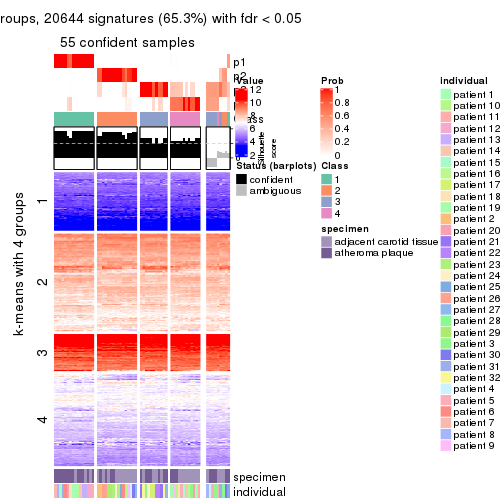 roups, 20644 signatures (65.3%) with fdr < 0.05
55 confident samples
p1
p2
Value
12
10
8
6
4
2
0
Prob
1
0.8
0.6
0.4
0.2
0
silhouette
score
Status (barplots)
confident
ambiguous
Class
1
2
3
4
specimen
adjacent carotid tissue
atheroma plaque
individual
patient 1
patient 10
patient 11
patient 12
patient 13
patient 14
patient 15
patient 16
patient 17
patient 18
patient 19
patient 2
patient 20
patient 21
patient 22
patient 23
patient 24
patient 25
patient 26
patient 27
patient 28
patient 29
patient 3
patient 30
patient 31
patient 32
patient 4
patient 5
patient 6
patient 7
patient 8
patient 9
k-means with 4 groups
1
2
3
4
specimen
individual